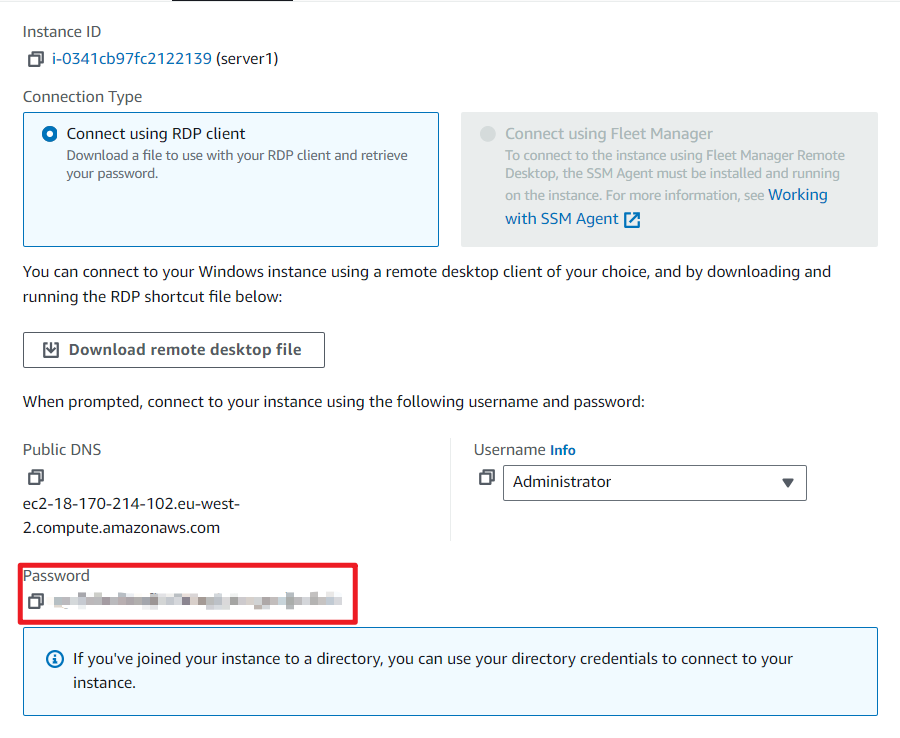 Instance ID
i-0341cb97fc2122139 (server1)
Connection Type
Connect using RDP client
Download a file to use with your RDP client and retrieve
your password.
Connect using Fleet Manager
To connect to the instance using Fleet Manager Remote
Desktop, the SSM Agent must be installed and running
on the instance. For more information, see Working
with SSM Agent
You can connect to your Windows instance using a remote desktop client of your choice, and by downloading and
running the RDP shortcut file below:
Download remote desktop file
When prompted, connect to your instance using the following username and password:
Public DNS
ec2-18-170-214-102.eu-west-
2.compute.amazonaws.com
Username Info
Administrator
Password
If you've joined your instance to a directory, you can use your directory credentials to connect to your
instance.